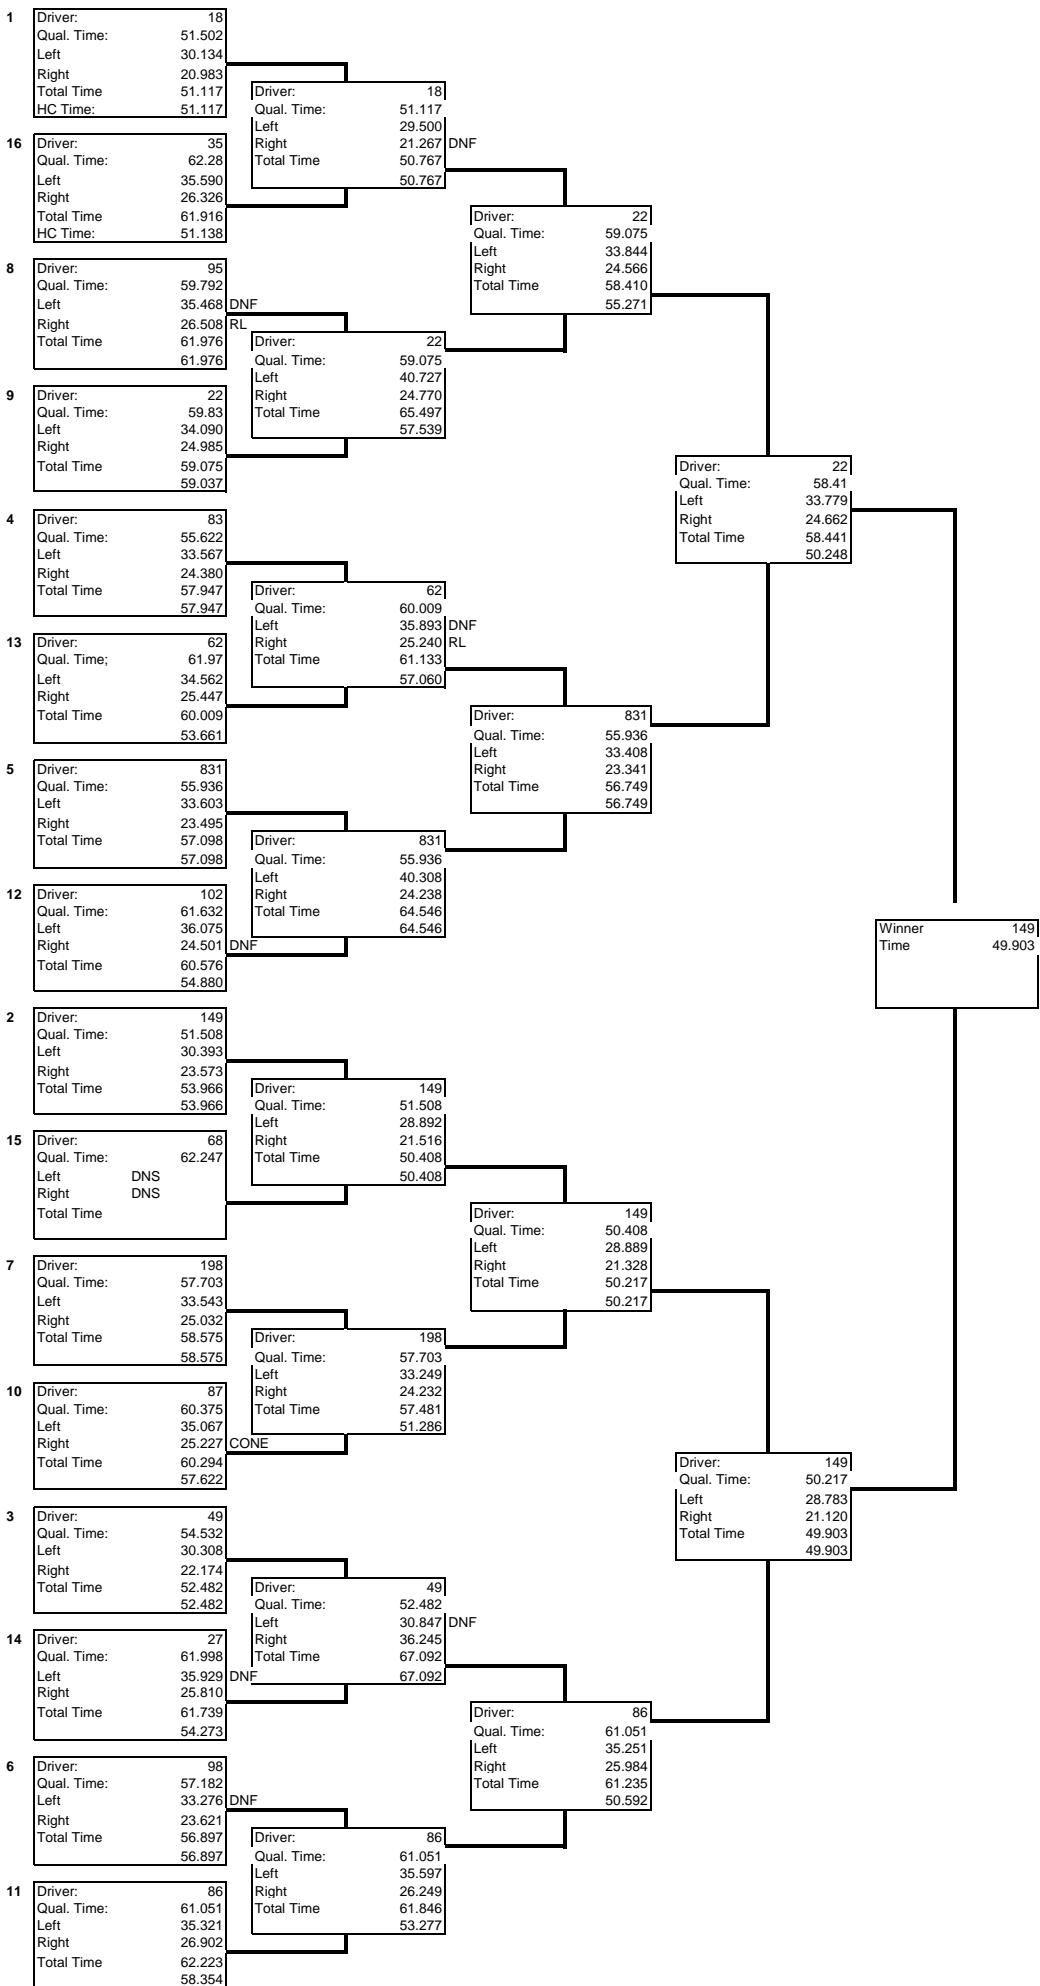 1 Driver: 18
Qual. Time: 51.502
Left 30.134
Right 20.983
Total Time 51.117
HC Time: 51.117
16 Driver: 35
Qual. Time: 62.28
Left 35.590
Right 26.326
Total Time 61.916
HC Time: 51.138
8 Driver: 95
Qual. Time: 59.792
Left 35.468 DNF
Right 26.508 RL
Total Time 61.976
61.976
9 Driver: 22
Qual. Time: 59.83
Left 34.090
Right 24.985
Total Time 59.075
59.037
4 Driver: 83
Qual. Time: 55.622
Left 33.567
Right 24.380
Total Time 57.947
57.947
13 Driver: 62
Qual. Time; 61.97
Left 34.562
Right 25.447
Total Time 60.009
53.661
5 Driver: 831
Qual. Time: 55.936
Left 33.603
Right 23.495
Total Time 57.098
57.098
12 Driver: 102
Qual. Time: 61.632
Left 36.075
Right 24.501 DNF
Total Time 60.576
54.880
2 Driver: 149
Qual. Time: 51.508
Left 30.393
Right 23.573
Total Time 53.966
53.966
15 Driver: 68
Qual. Time: 62.247
Left DNS
Right DNS
Total Time
7 Driver: 198
Qual. Time: 57.703
Left 33.543
Right 25.032
Total Time 58.575
58.575
10 Driver: 87
Qual. Time: 60.375
Left 35.067
Right 25.227 CONE
Total Time 60.294
57.622
3 Driver: 49
Qual. Time: 54.532
Left 30.308
Right 22.174
Total Time 52.482
52.482
14 Driver: 27
Qual. Time: 61.998
Left 35.929 DNF
Right 25.810
Total Time 61.739
54.273
6 Driver: 98
Qual. Time: 57.182
Left 33.276 DNF
Right 23.621
Total Time 56.897
56.897
11 Driver: 86
Qual. Time: 61.051
Left 35.321
Right 26.902
Total Time 62.223
58.354
Driver: 18
Qual. Time: 51.117
Left 29.500
Right 21.267 DNF
Total Time 50.767
50.767
Driver: 22
Qual. Time: 59.075
Left 40.727
Right 24.770
Total Time 65.497
57.539
Driver: 62
Qual. Time: 60.009
Left 35.893 DNF
Right 25.240 RL
Total Time 61.133
57.060
Driver: 831
Qual. Time: 55.936
Left 40.308
Right 24.238
Total Time 64.546
64.546
Driver: 149
Qual. Time: 51.508
Left 28.892
Right 21.516
Total Time 50.408
50.408
Driver: 198
Qual. Time: 57.703
Left 33.249
Right 24.232
Total Time 57.481
51.286
Driver: 49
Qual. Time: 52.482
Left 30.847 DNF
Right 36.245
Total Time 67.092
67.092
Driver: 86
Qual. Time: 61.051
Left 35.597
Right 26.249
Total Time 61.846
53.277
Driver: 22
Qual. Time: 59.075
Left 33.844
Right 24.566
Total Time 58.410
55.271
Driver: 831
Qual. Time: 55.936
Left 33.408
Right 23.341
Total Time 56.749
56.749
Driver: 149
Qual. Time: 50.408
Left 28.889
Right 21.328
Total Time 50.217
50.217
Driver: 86
Qual. Time: 61.051
Left 35.251
Right 25.984
Total Time 61.235
50.592
Driver: 22
Qual. Time: 58.41
Left 33.779
Right 24.662
Total Time 58.441
50.248
Driver: 149
Qual. Time: 50.217
Left 28.783
Right 21.120
Total Time 49.903
49.903
Winner 149
Time 49.903